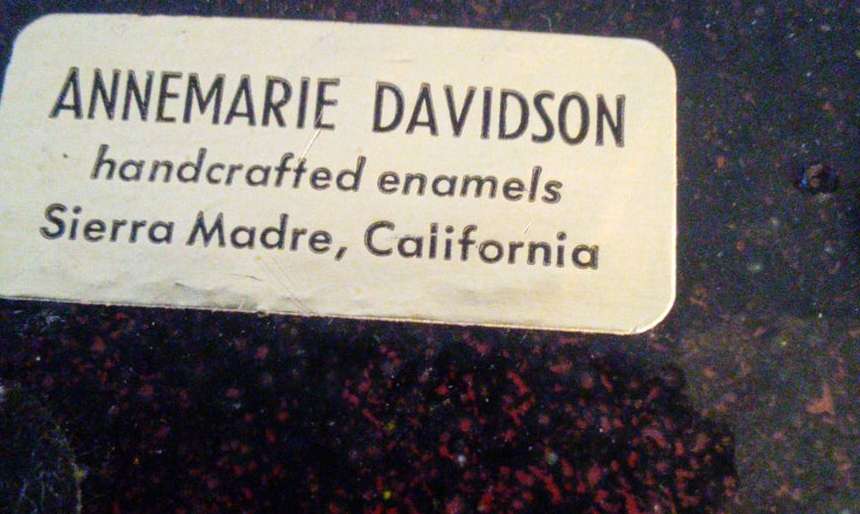 ANNEMARIE DAVIDSON
handcrafted enamels
Sierra Madre, California